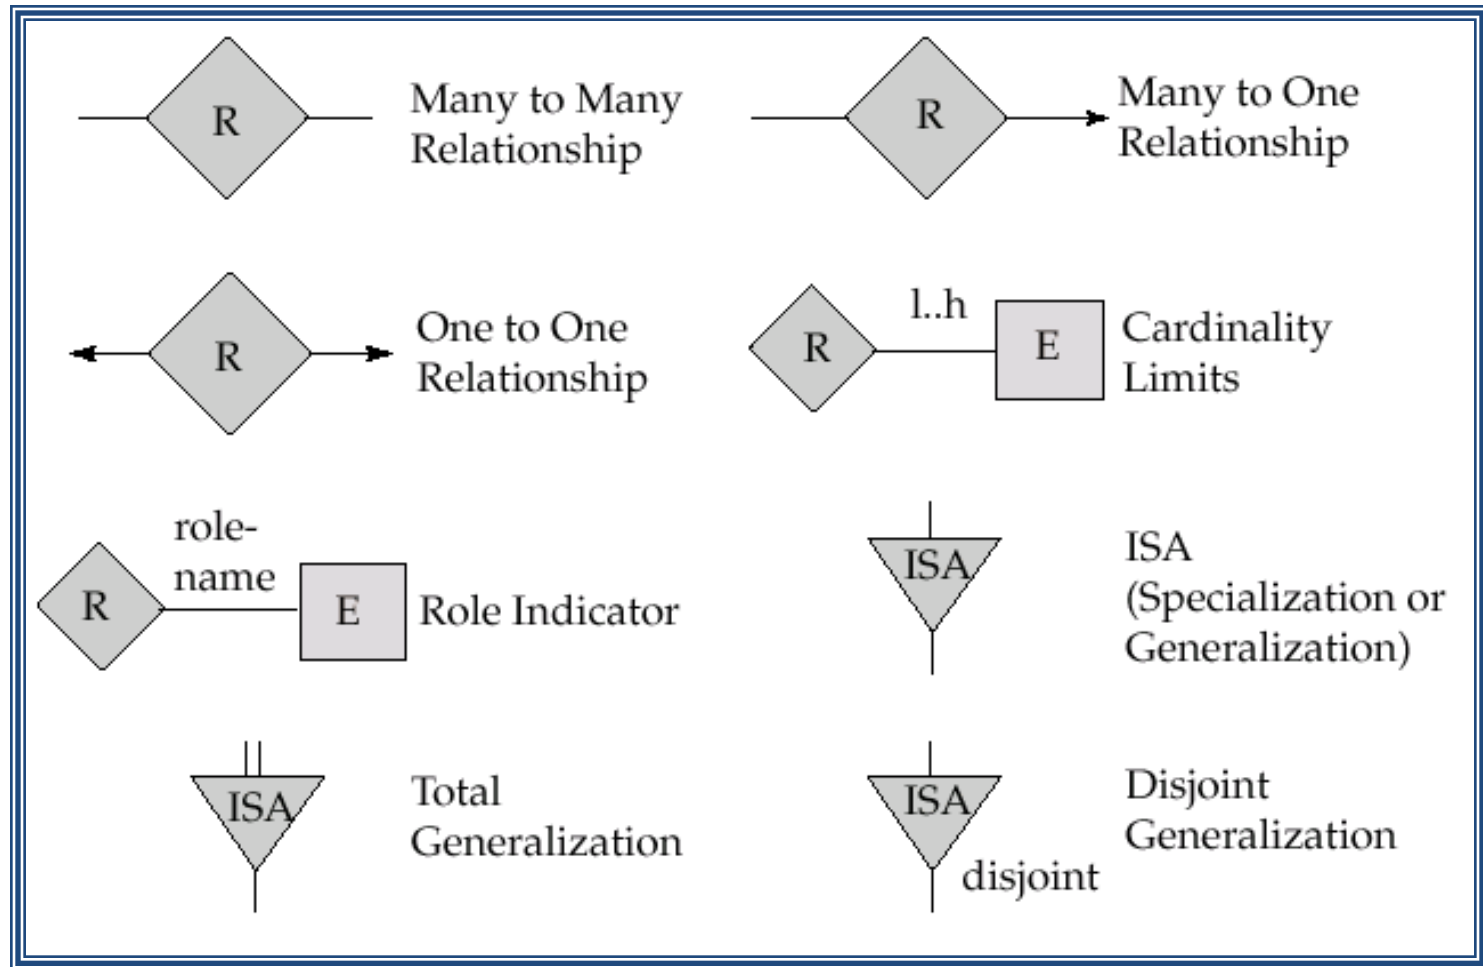 R
Many to Many
Relationship
R
Many to One
Relationship
R
One to One
Relationship
R
l..h
E
Cardinality
Limits
R
role-
name
E
Role Indicator
ISA
ISA
(Specialization or
Generalization)
ISA
Total
Generalization
ISA
disjoint
Disjoint
Generalization